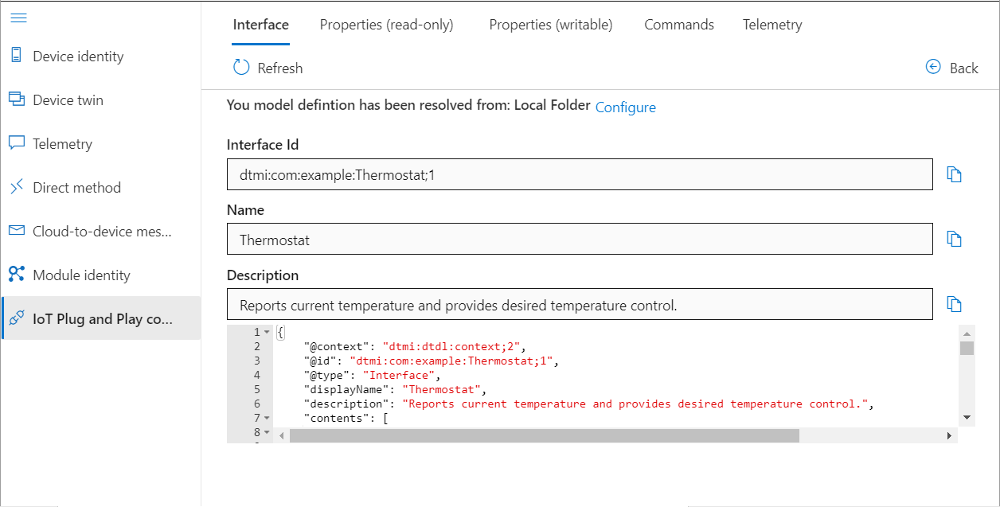 Interface Properties (read-only) Properties (writable) Commands Telemetry
Device identity
Refresh Back
Device twin
You model defintion has been resolved from: Local Folder Configure
Telemetry
Interface Id
dtmi:com:example:Thermostat;1
Direct method
Name
Cloud-to-device mes...
Thermostat
Module identity
Description
Reports current temperature and provides desired temperature control.
IoT Plug and Play co...
1 {
2 "@context": "dtmi:dtdl:context;2",
3 "@id": "dtmi:com:example:Thermostat;1",
4 "@type": "Interface",
5 "displayName": "Thermostat",
6 "description": "Reports current temperature and provides desired temperature control.",
7 "contents": [
8